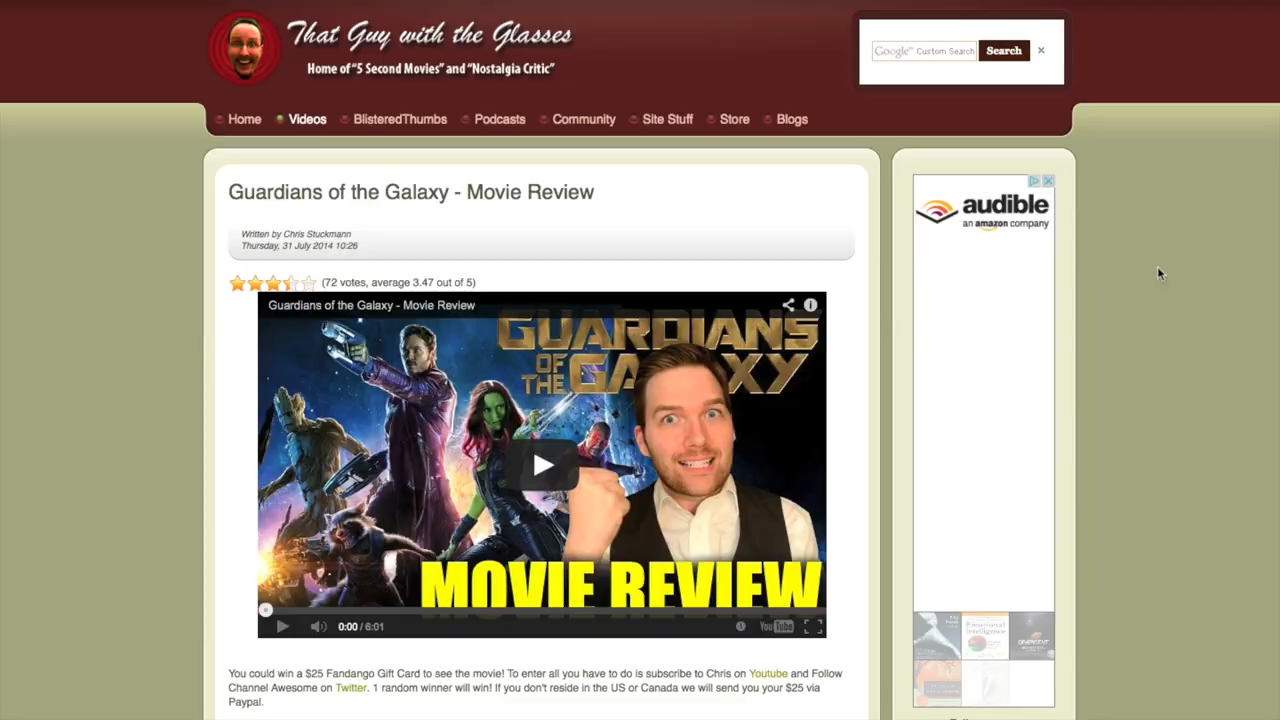 That Guy with the Glasses
Home of "5 Second Movies" and "Nostalgia Critic"
Google™ Custom Search
Search
×
Home
Videos
BlisteredThumbs
Podcasts
Community
Site Stuff
Store
Blogs
Guardians of the Galaxy - Movie Review
Written by Chris Stuckmann
Thursday, 31 July 2014 10:26
(72 votes, average 3.47 out of 5)
Guardians of the Galaxy - Movie Review
GUARDIANS
OF THE GALAXY
MOVIE REVIEW
0:00 / 6:01
YouTube
audible
an amazon company
You could win a $25 Fandango Gift Card to see the movie! To enter all you have to do is subscribe to Chris on Youtube and Follow
Channel Awesome on Twitter. 1 random winner will win! If you don't reside in the US or Canada we will send you your $25 via
Paypal.